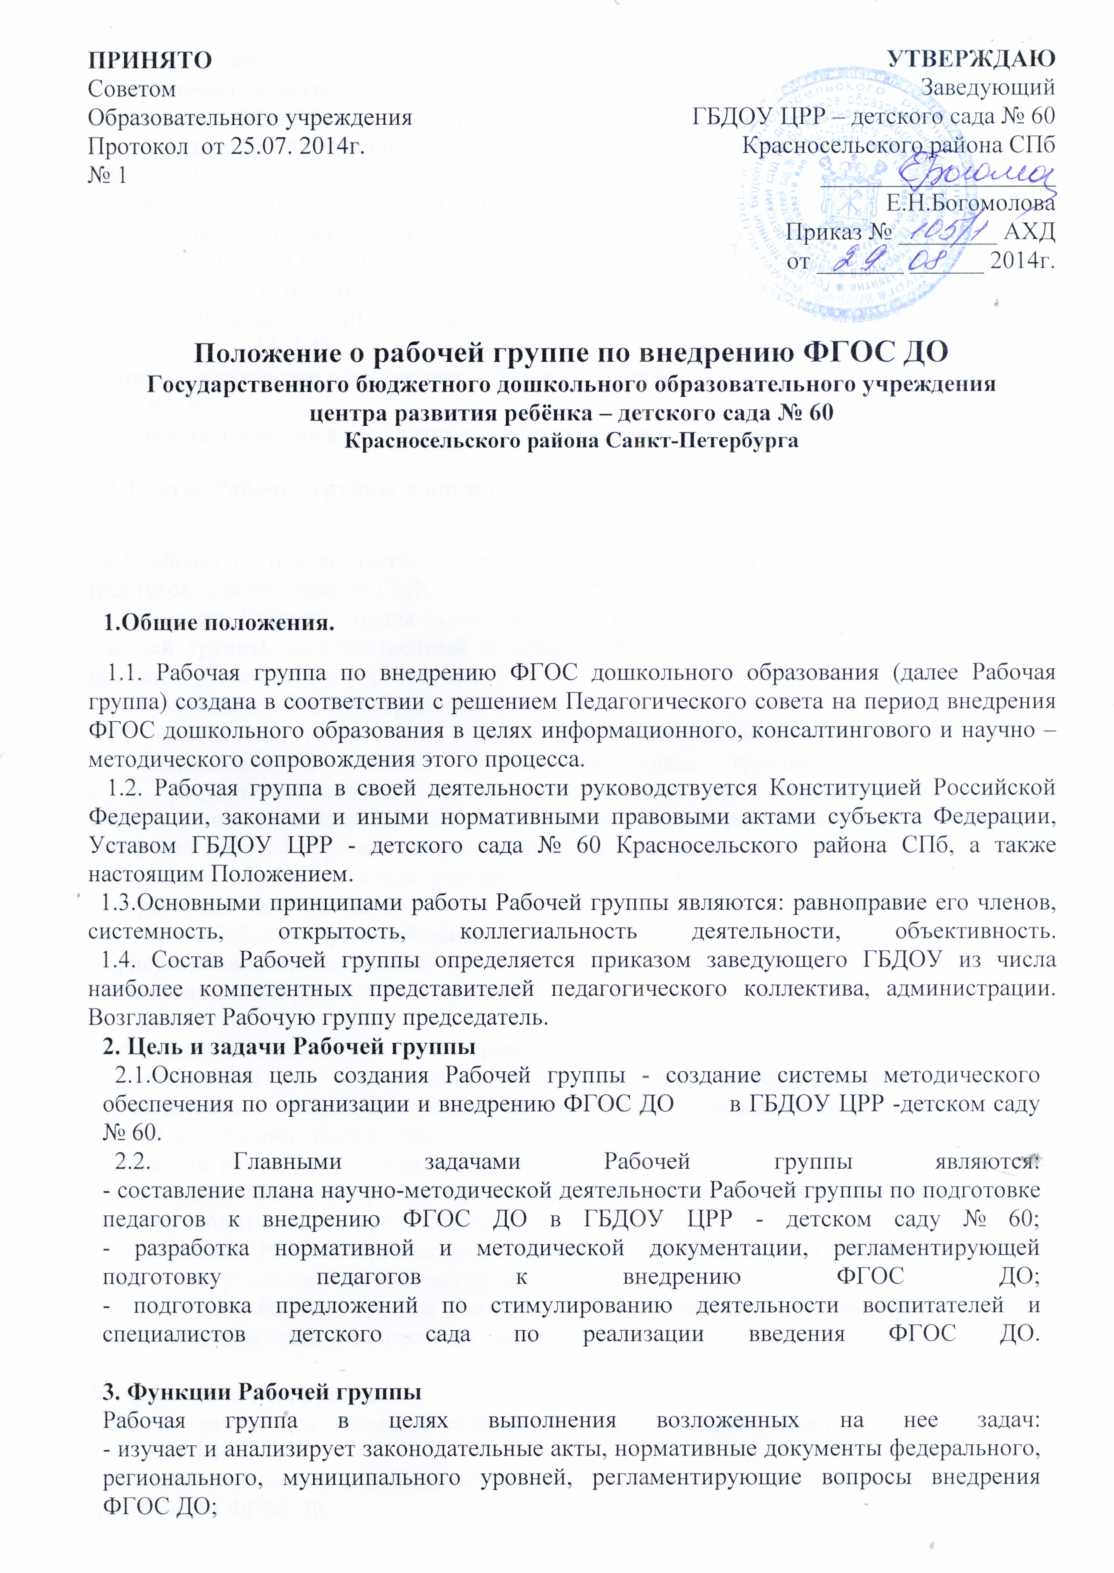 ПРИНЯТО
Советом
Образовательного учреждения
Протокол от 25.07. 2014г.
№ 1
УТВЕРЖДАЮ
Заведующий
ГБДОУ ЦРР – детского сада № 60
Красносельского района СПб
Е.Н.Богомолова
Приказ № 105/1 АХД
от 29 08 2014г.
Положение о рабочей группе по внедрению ФГОС ДО
Государственного бюджетного дошкольного образовательного учреждения
центра развития ребёнка – детского сада № 60
Красносельского района Санкт-Петербурга
1.Общие положения.
1.1. Рабочая группа по внедрению ФГОС дошкольного образования (далее Рабочая
группа) создана в соответствии с решением Педагогического совета на период внедрения
ФГОС дошкольного образования в целях информационного, консалтингового и научно –
методического сопровождения этого процесса.
1.2. Рабочая группа в своей деятельности руководствуется Конституцией Российской
Федерации, законами и иными нормативными правовыми актами субъекта Федерации,
Уставом ГБДОУ ЦРР - детского сада № 60 Красносельского района СПб, а также
настоящим Положением.
1.3.Основными принципами работы Рабочей группы являются: равноправие его членов,
системность, открытость, коллегиальность деятельности, объективность.
1.4. Состав Рабочей группы определяется приказом заведующего ГБДОУ из числа
наиболее компетентных представителей педагогического коллектива, администрации.
Возглавляет Рабочую группу председатель.
2. Цель и задачи Рабочей группы
2.1.Основная цель создания Рабочей группы - создание системы методического
обеспечения по организации и внедрению ФГОС ДО в ГБДОУ ЦРР -детском саду
№ 60.
2.2. Главными задачами Рабочей группы являются:
- составление плана научно-методической деятельности Рабочей группы по подготовке
педагогов к внедрению ФГОС ДО в ГБДОУ ЦРР - детском саду № 60;
- разработка нормативной и методической документации, регламентирующей
подготовку педагогов к внедрению ФГОС ДО;
- подготовка предложений по стимулированию деятельности воспитателей и
специалистов детского сада по реализации введения ФГОС ДО.
3. Функции Рабочей группы
Рабочая группа в целях выполнения возложенных на нее задач:
- изучает и анализирует законодательные акты, нормативные документы федерального,
регионального, муниципального уровней, регламентирующие вопросы внедрения
ФГОС ДО;